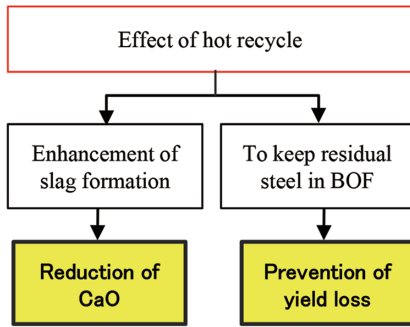 Effect of hot recycle
Enhancement of
slag formation
To keep residual
steel in BOF
Reduction of
CaO
Prevention of
yield loss